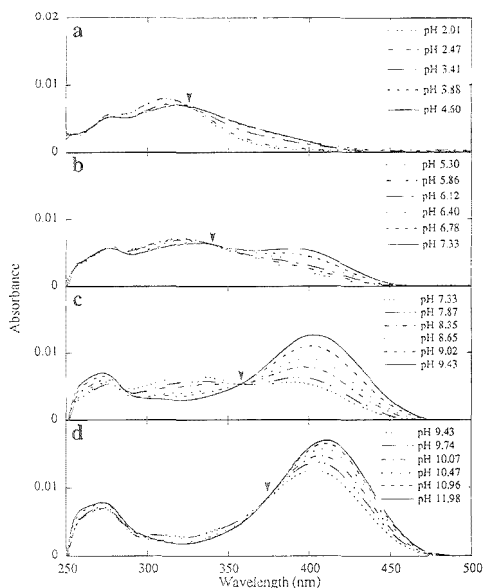 0.02
a
pH 2.01
pH 2.47
pH 3.41
pH 3.88
pH 4.60
0.01
0
b
pH 5.30
pH 5.86
pH 6.12
pH 6.40
pH 6.78
pH 7.33
0.01
0
c
pH 7.33
pH 7.87
pH 8.35
pH 8.65
pH 9.02
pH 9.43
0.01
0
d
pH 9.43
pH 9.74
pH 10.07
pH 10.47
pH 10.96
pH 11.98
0.01
0
250 300 350 400 450 500
Wavelength (nm)
Absorbance